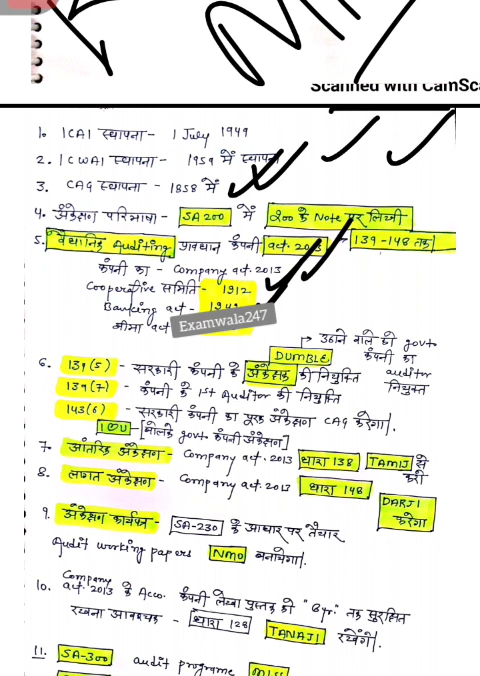 Scanned with CamSc
1. ICAI स्थापना - 1 July 1949
2. ICWAI स्थापना - 1959 में स्थापना
3. CAG स्थापना - 1858 में
4. अंकेक्षण परिभाषा - SA 200 में 200 के Note पर लिखी
5. वैधानिक Auditing प्रावधान कंपनी act. 2013 → 139-148 तक
कंपनी का - Company act. 2013
Cooperative समिति - 1912
Banking act - 1949
बीमा act
Examwala247
→ उड़ाने वाले की govt
DUMBLE कंपनी का
6. 139(5) - सरकारी कंपनी के अंकेक्षक की नियुक्ति auditor
139(7) - कंपनी के 1st Auditor की नियुक्ति नियुक्त
143(6) - सरकारी कंपनी का पूरक अंकेक्षण CAG करेगा।
I U - [बोलके govt कंपनी अंकेक्षण]
7. आंतरिक अंकेक्षण - Company act. 2013 धारा 138 TAMIJ से
करो
8. लागत अंकेक्षण - Company act. 2013 धारा 148 DARJI
करेगा
9. अंकेक्षण कार्यपत्र - SA-230 के आधार पर तैयार
Audit working papers NMO बनायेगा।
10. Company act. 2013 के Acco. कंपनी लेखा पुस्तक को "8yr" तक सुरक्षित
रखना आवश्यक - धारा 128 TANAJI रखेंगे।
11. SA-300 audit programe